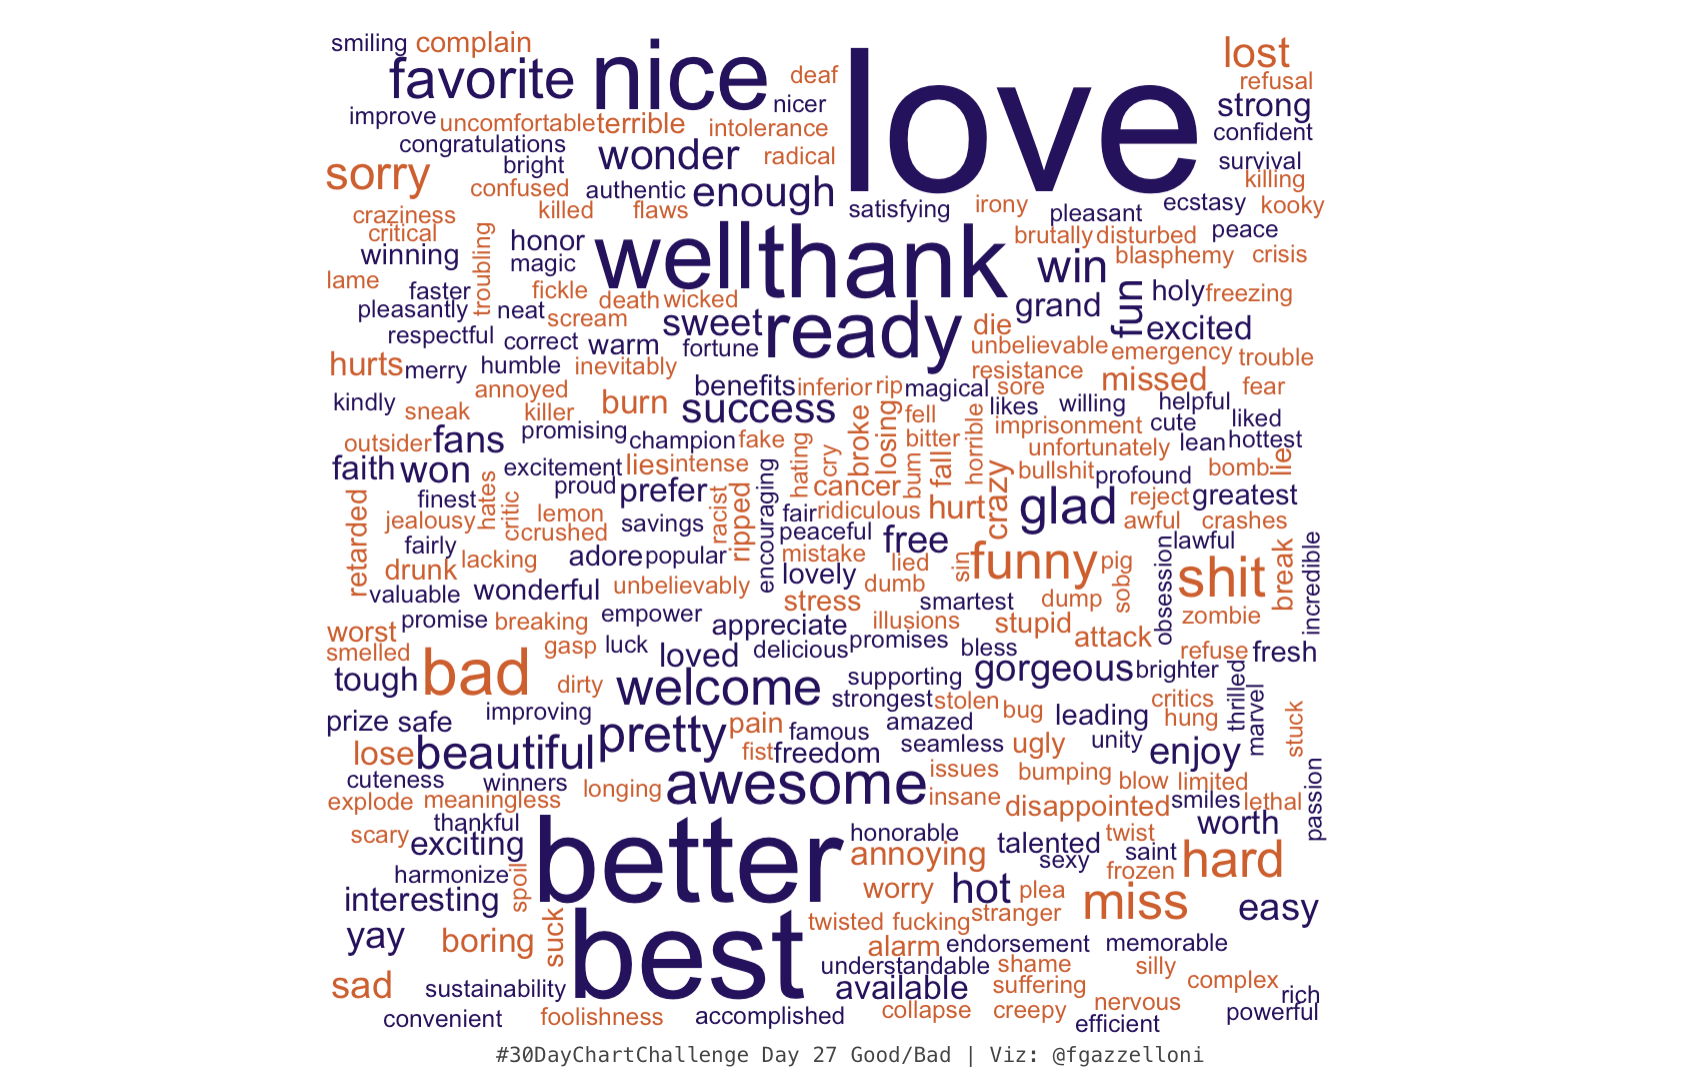 smiling complain nice love lost
favorite deaf refusal
nicer strong
improve uncomfortable terrible intolerance confident
congratulations wonder radical survival
bright
sorry confused authentic enough killing
craziness killed flaws satisfying irony pleasant ecstasy kooky
critical troubling honor well thank brutally disturbed peace
winning magic win blasphemy crisis
lame faster fickle death wicked grand fun holy freezing
pleasantly neat scream sweet ready die excited
respectful correct warm fortune unbelievable emergency trouble
hurts merry humble inevitably resistance missed
annoyed benefits inferior rip magical sore fear
kindly sneak killer burn success broke losing fell likes willing helpful
outsider fans promising champion fake hating cry bum bitter fall horrible imprisonment cute liked
unfortunately lean hottest
faith won excitement lies intense encouraging bullshit profound bomb lie
hates finest proud prefer racist ripped cancer crazy glad reject greatest
retarded jealousy critic lemon savings fair ridiculous hurt awful crashes
crushed peaceful
fairly lacking adore popular mistake free sin funny pig obsession lawful break incredible
drunk lovely lied shit
valuable wonderful unbelievably dumb sob
promise breaking empower stress smartest dump zombie
worst appreciate illusions stupid attack
smelled gasp luck loved delicious promises bless refuse fresh
tough bad dirty welcome supporting gorgeous brighter thrilled
strongest stolen bug critics marvel stuck
prize safe improving pretty pain famous amazed leading hung
lose beautiful fist freedom seamless ugly unity enjoy
cuteness winners longing awesome issues bumping blow limited passion
explode meaningless insane disappointed smiles lethal
thankful better honorable talented twist worth
scary exciting annoying sexy saint hard
harmonize spoil worry hot plea frozen
interesting suck best twisted fucking stranger miss easy
yay boring alarm endorsement memorable
sad sustainability understandable shame silly complex
available suffering rich
convenient foolishness accomplished collapse creepy nervous powerful
efficient
#30DayChartChallenge Day 27 Good/Bad | Viz: @fgazzelloni